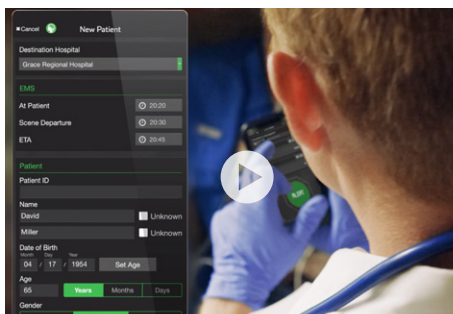 Cancel New Patient
Destination Hospital
Grace Regional Hospital
EMS
At Patient 20:20
Scene Departure 20:30
ETA 20:45
Patient
Patient ID
Name
David Unknown
Miller Unknown
Date of Birth
Month Day Year
04 / 17 / 1954 Set Age
Age
65 Years Months Days
Gender
ALERT